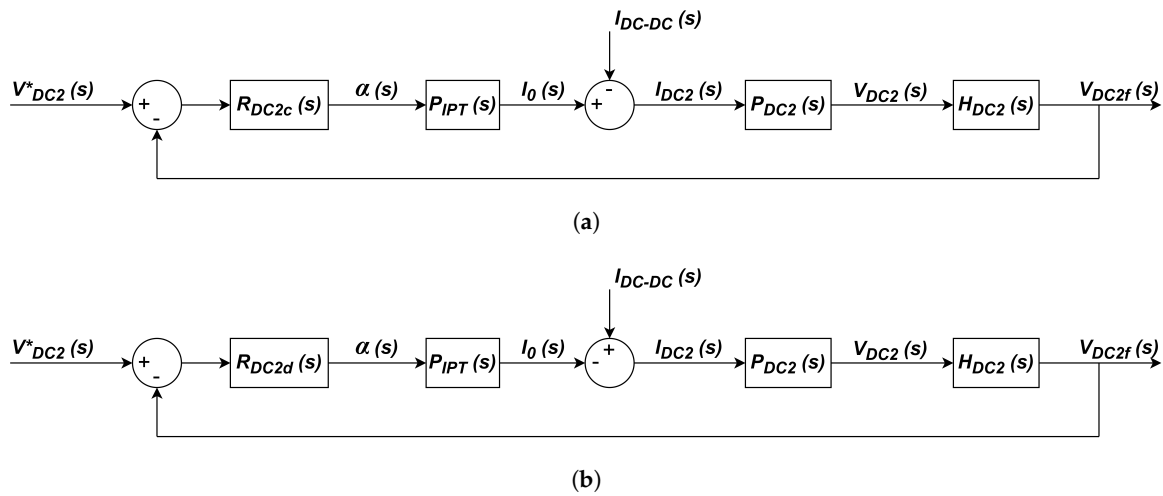 I_DC-DC (s)
V*_DC2 (s) + - R_DC2c (s) α (s) P_IPT (s) I_0 (s) + - I_DC2 (s) P_DC2 (s) V_DC2 (s) H_DC2 (s) V_DC2f (s)
(a)
I_DC-DC (s)
V*_DC2 (s) + - R_DC2d (s) α (s) P_IPT (s) I_0 (s) - + I_DC2 (s) P_DC2 (s) V_DC2 (s) H_DC2 (s) V_DC2f (s)
(b)